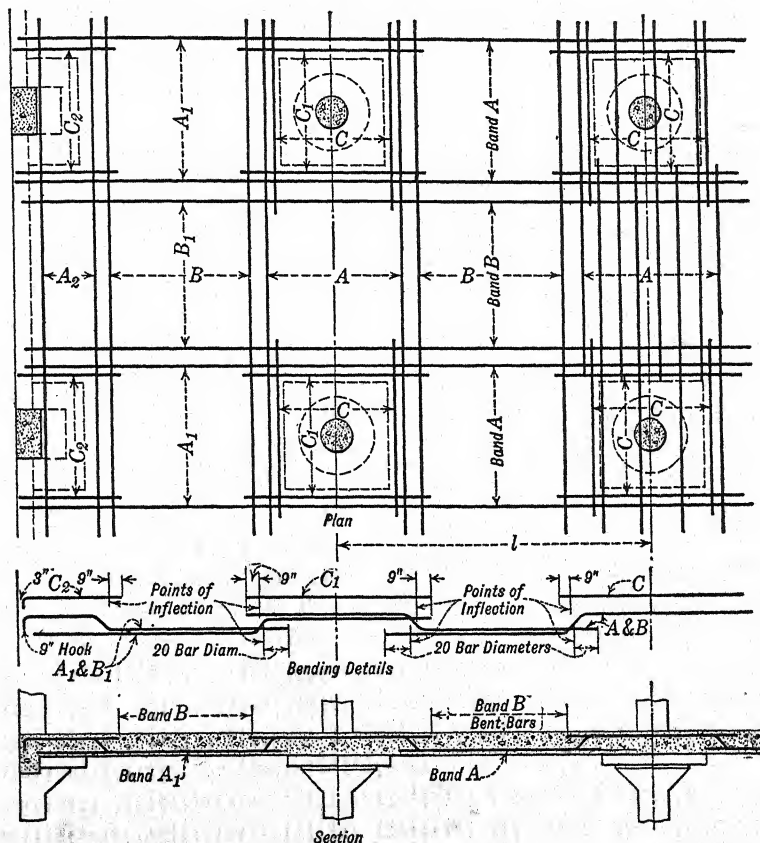 C2 A1 C1 C Band A C C
B1 A2 B A B Band B A
C2 A1 C1 C Band A C C
Plan
l
3" C2 9" 9" C1 9" 9" C
Points of Inflection Points of Inflection
9" Hook A1 & B1 20 Bar Diam. 20 Bar Diameters A & B
Bending Details
Band B Band B
Bent Bars
Band A1 Band A
Section